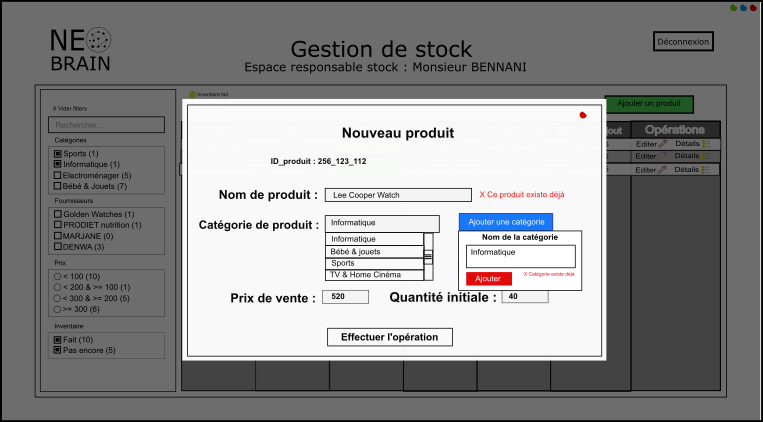 NEO
BRAIN
Gestion de stock
Espace responsable stock : Monsieur BENNANI
Déconnexion
X Vider filters
Rechercher...
Catégories
Sports (1)
Informatique (1)
Electroménager (5)
Bébé & Jouets (7)
Fournisseurs
Golden Watches (1)
PRODIET nutrition (1)
MARJANE (0)
DENWA (3)
Prix
< 100 (10)
< 200 & >= 100 (1)
< 300 & >= 200 (5)
>= 300 (6)
Inventaire
Fait (10)
Pas encore (5)
Inventaire fait
Ajouter un produit
Opérations
Editer Détails
Editer Détails
Editer Détails
Nouveau produit
ID_produit : 256_123_112
Nom de produit : Lee Cooper Watch X Ce produit existe déjà
Catégorie de produit : Informatique Ajouter une catégorie
Informatique
Bébé & jouets
Sports
TV & Home Cinéma
Nom de la catégorie
Informatique
Ajouter X Catégorie existe déjà
Prix de vente : 520 Quantité initiale : 40
Effectuer l'opération